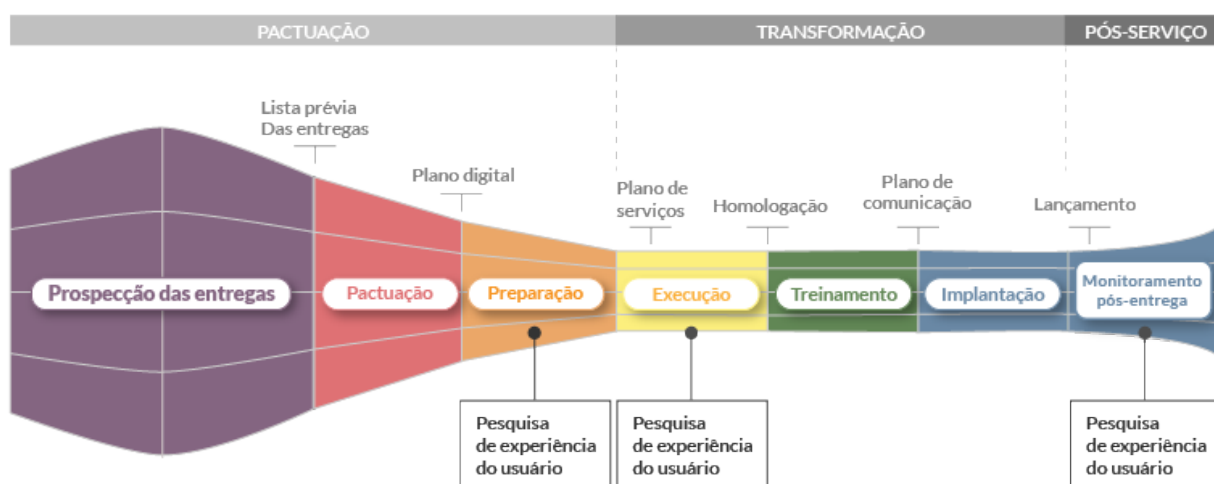 PACTUAÇÃO
TRANSFORMAÇÃO
PÓS-SERVIÇO
Lista prévia
Das entregas
Plano digital
Plano de
serviços
Homologação
Plano de
comunicação
Lançamento
Prospecção das entregas
Pactuação
Preparação
Execução
Treinamento
Implantação
Monitoramento
pós-entrega
Pesquisa
de experiência
do usuário
Pesquisa
de experiência
do usuário
Pesquisa
de experiência
do usuário